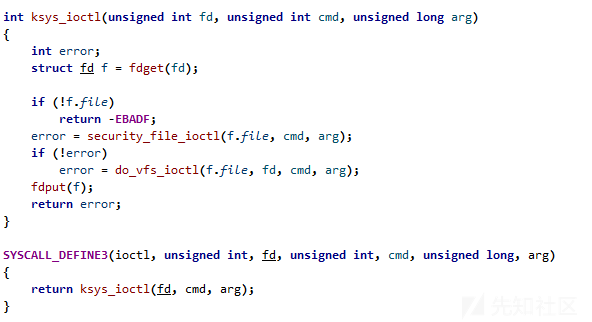 int ksys_ioctl(unsigned int fd, unsigned int cmd, unsigned long arg)
{
    int error;
    struct fd f = fdget(fd);

    if (!f.file)
        return -EBADF;
    error = security_file_ioctl(f.file, cmd, arg);
    if (!error)
        error = do_vfs_ioctl(f.file, fd, cmd, arg);
    fdput(f);
    return error;
}

SYSCALL_DEFINE3(ioctl, unsigned int, fd, unsigned int, cmd, unsigned long, arg)
{
    return ksys_ioctl(fd, cmd, arg);
}
先知社区